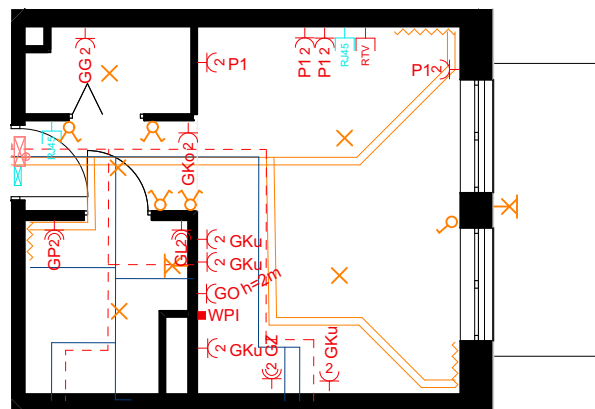 GG 2
2 P1
P1 2
P1 2
RJ45
RTV
P1 2
RJ45
GKo 2
GP 2
GL 2
2 GKu
2 GKu
GO h=2m
WPI
2 GKu
2 GZ
GKu
2